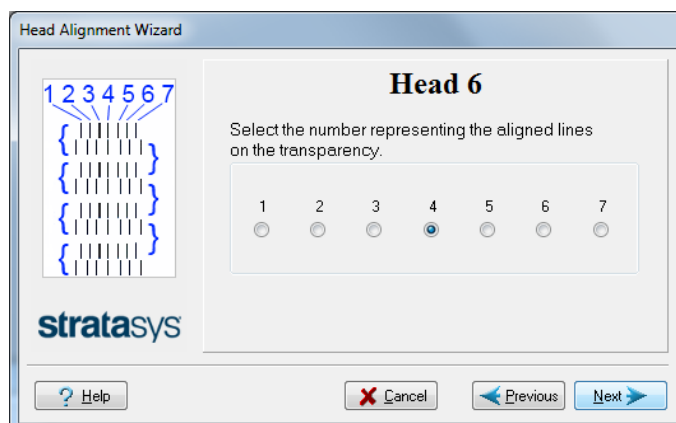 Head Alignment Wizard
1 2 3 4 5 6 7
Head 6
Select the number representing the aligned lines
on the transparency.
1 2 3 4 5 6 7
stratasys
? Help
Cancel
Previous
Next